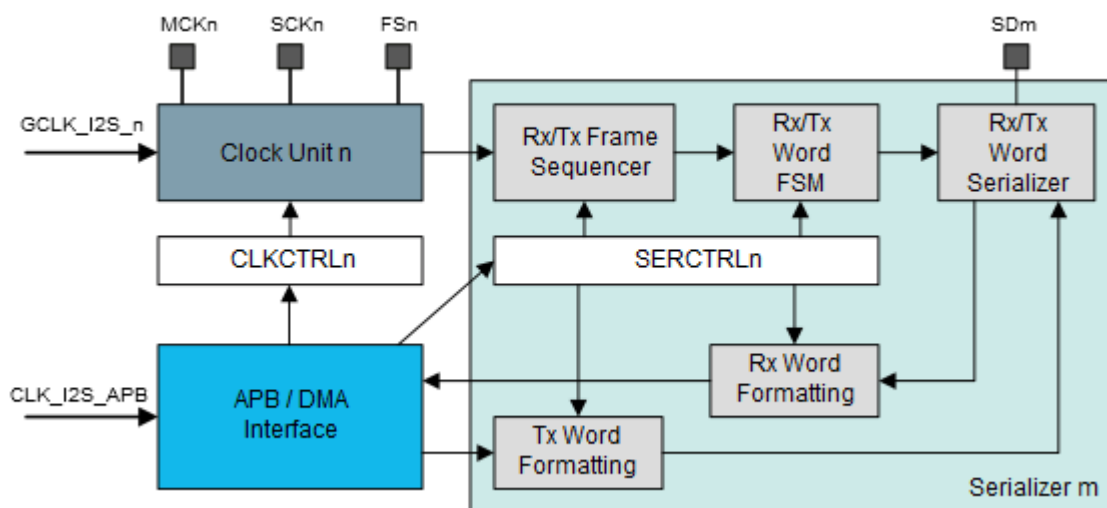 MCKn
SCKn
FSn
SDm
GCLK_I2S_n
Clock Unit n
Rx/Tx Frame
Sequencer
Rx/Tx
Word
FSM
Rx/Tx
Word
Serializer
CLKCTRLn
SERCTRLn
CLK_I2S_APB
APB / DMA
Interface
Rx Word
Formatting
Tx Word
Formatting
Serializer m